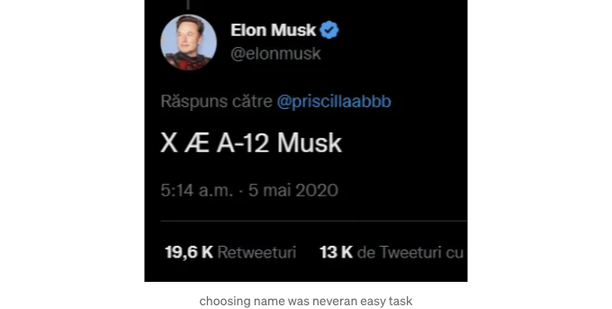 Elon Musk
@elonmusk
Răspuns către @priscillaabbb
X Æ A-12 Musk
5:14 a.m. · 5 mai 2020
19,6 K Retweeturi 13 K de Tweeturi cu
choosing name was neveran easy task